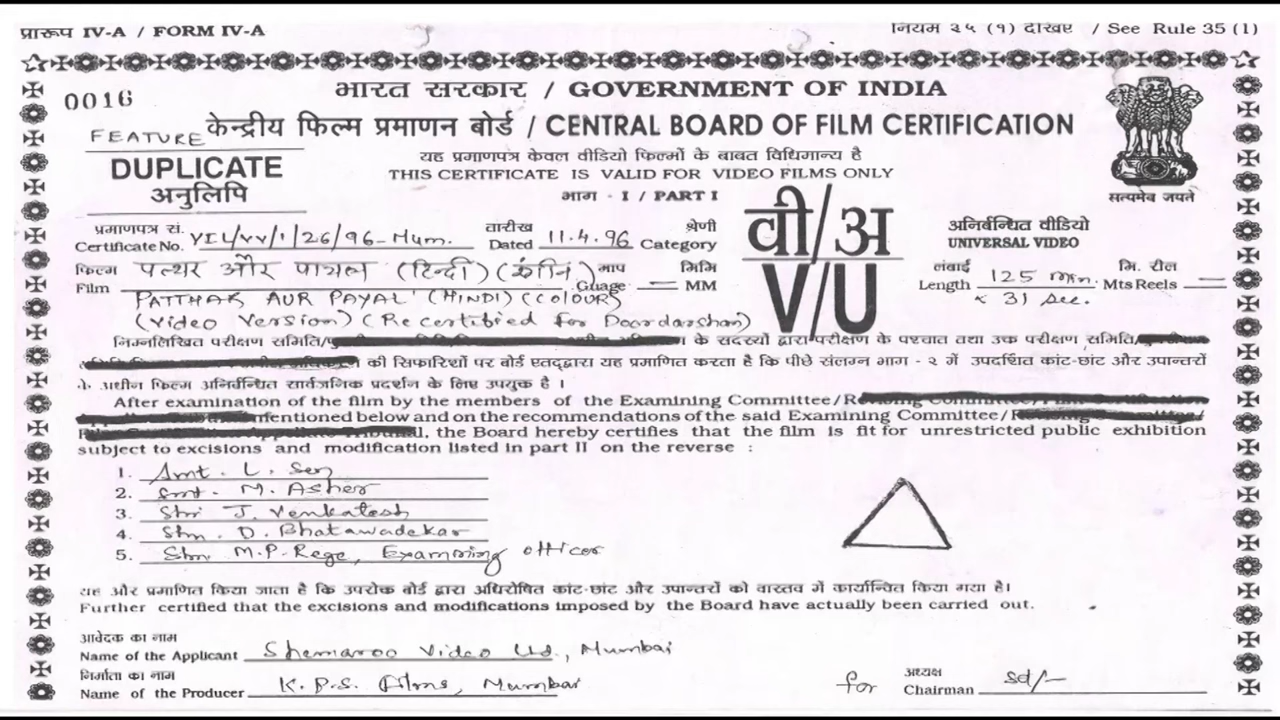 प्रारूप IV-A / FORM IV-A
नियम ३५ (१) देखिए / See Rule 35 (1)
0016
भारत सरकार / GOVERNMENT OF INDIA
FEATURE
केन्द्रीय फिल्म प्रमाणन बोर्ड / CENTRAL BOARD OF FILM CERTIFICATION
DUPLICATE
अनुलिपि
यह प्रमाणपत्र केवल वीडियो फिल्मों के बाबत विधिमान्य है
THIS CERTIFICATE IS VALID FOR VIDEO FILMS ONLY
भाग - I / PART I
सत्यमेव जयते
प्रमाणपत्र सं.
Certificate No. VIL/VV/1/26/96-Mum.
तारीख
Dated 11.4.96
श्रेणी
Category
वी/अ
V/U
अनिर्बन्धित वीडियो
UNIVERSAL VIDEO
फिल्म पत्थर और पायल (हिन्दी) (रंगीन)
Film PATTHAR AUR PAYAL (HINDI) (COLOUR)
(Video Version) (Recertified for Doordarshan)
माप मिमि
Guage — MM
लंबाई मि. रील
Length 125 min. & 31 sec. Mts Reels —
निम्नलिखित परीक्षण समिति/ के सदस्यों द्वारा परीक्षण के पश्चात तथा उक्त परीक्षण समिति/
की सिफारिशों पर बोर्ड एतद्द्वारा यह प्रमाणित करता है कि पीछे संलग्न भाग - २ में उपदर्शित कांट-छांट और उपान्तरों
के अधीन फिल्म अनिर्बन्धित सार्वजनिक प्रदर्शन के लिए उपयुक्त है ।
After examination of the film by the members of the Examining Committee/
mentioned below and on the recommendations of the said Examining Committee/
, the Board hereby certifies that the film is fit for unrestricted public exhibition
subject to excisions and modification listed in part II on the reverse :
1. Smt. L. Sen
2. Smt. M. Asher
3. Shri J. Venkatesh
4. Shri. D. Bhatawadekar
5. Shri M.P. Rege, Examining officer
यह और प्रमाणित किया जाता है कि उपरोक्त बोर्ड द्वारा अधिरोपित कांट-छांट और उपान्तरों को वास्तव में कार्यान्वित किया गया है।
Further certified that the excisions and modifications imposed by the Board have actually been carried out.
आवेदक का नाम
Name of the Applicant Shemaroo Video Ltd., Mumbai
निर्माता का नाम
Name of the Producer K.P.S. Films, Mumbai
अध्यक्ष
for Chairman sd/-